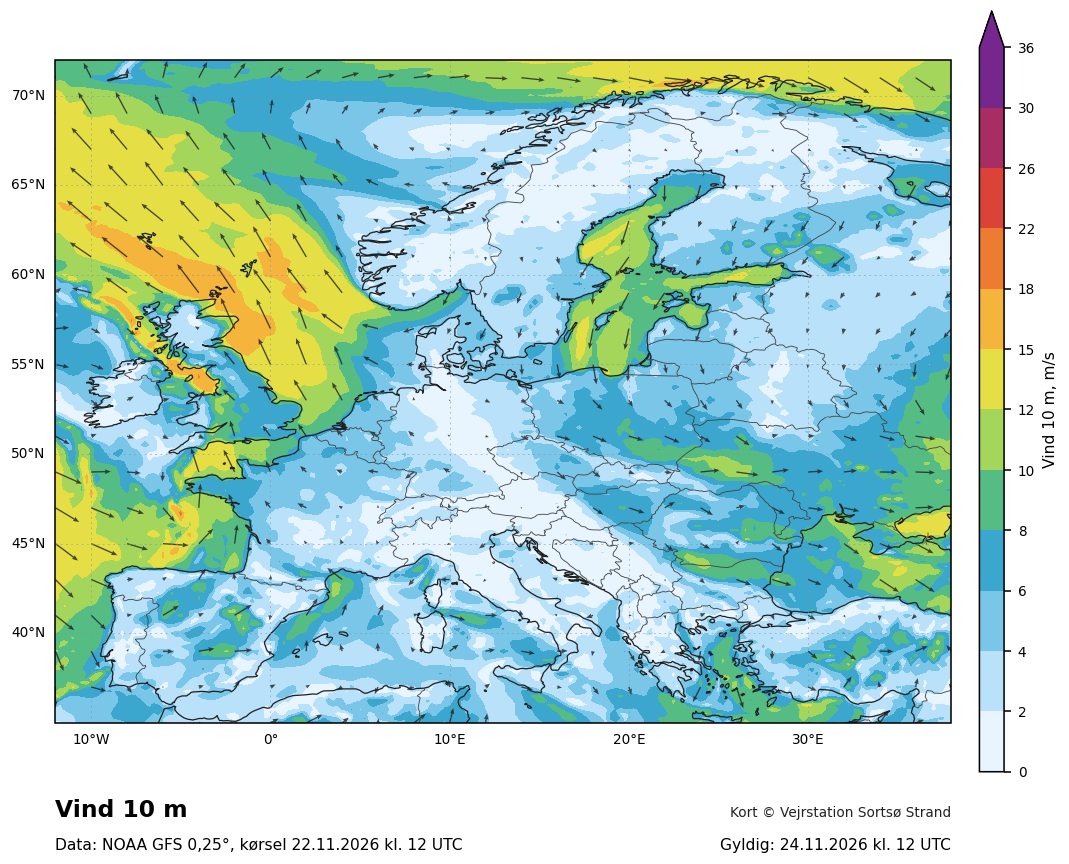 70°N
65°N
60°N
55°N
50°N
45°N
40°N
10°W
0°
10°E
20°E
30°E
36
30
26
22
18
15
12
10
8
6
4
2
0
Vind 10 m, m/s
Vind 10 m
Kort © Vejrstation Sortsø Strand
Data: NOAA GFS 0,25°, kørsel 22.11.2026 kl. 12 UTC
Gyldig: 24.11.2026 kl. 12 UTC